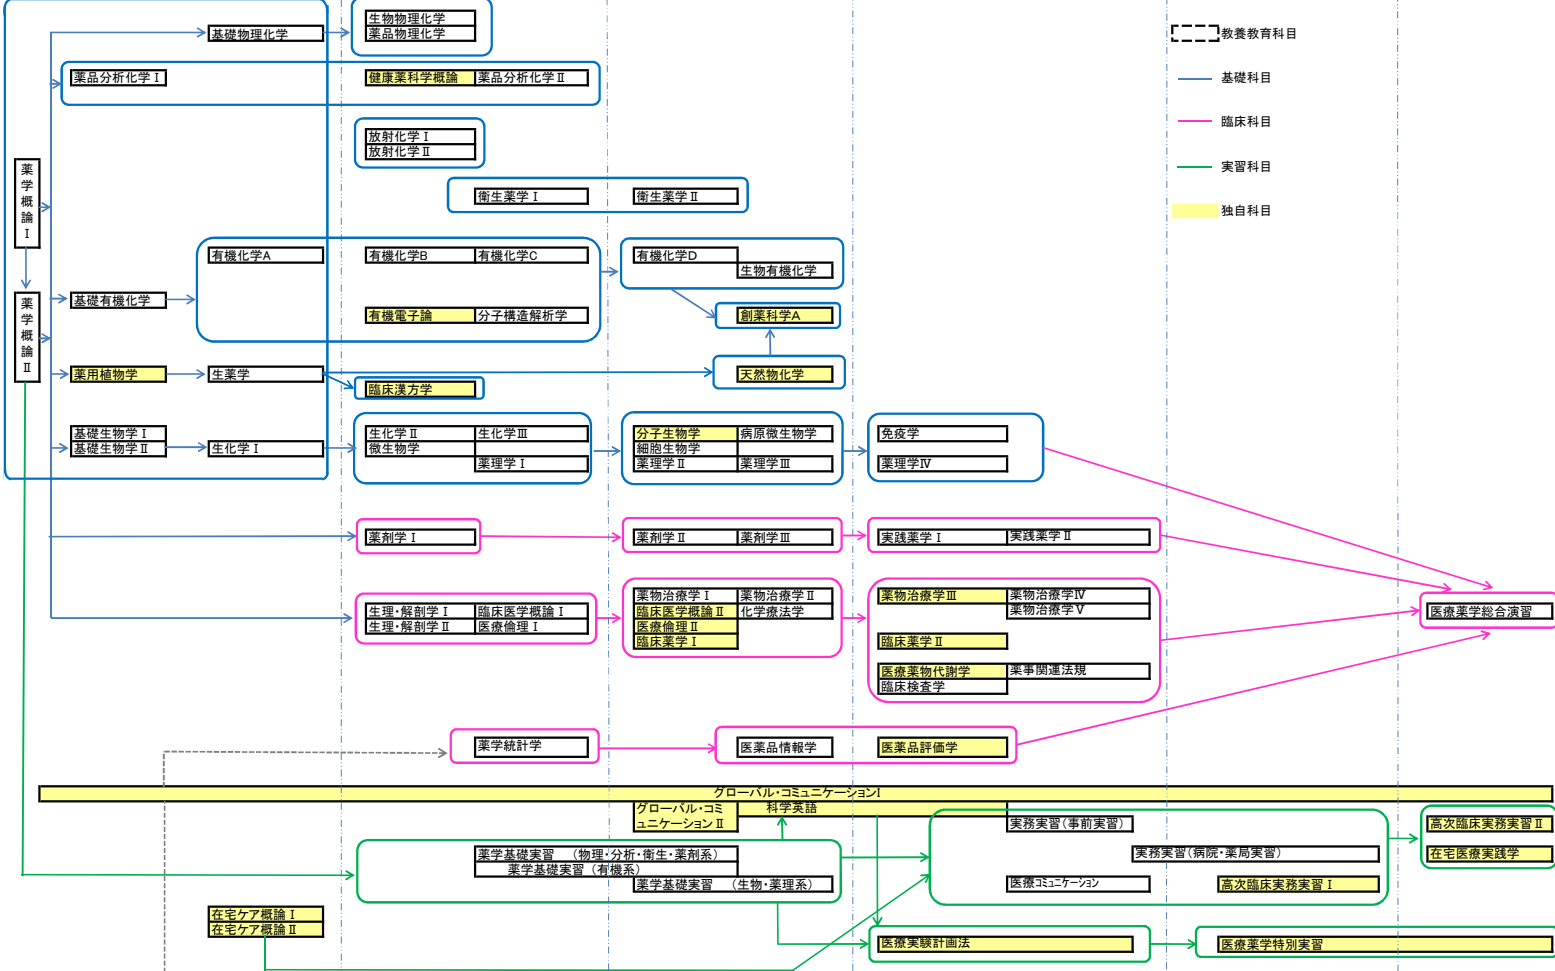 生物物理化学
薬品物理化学
基礎物理化学
教養教育科目
薬品分析化学Ⅰ
健康薬科学概論
薬品分析化学Ⅱ
基礎科目
放射化学Ⅰ
放射化学Ⅱ
臨床科目
実習科目
薬学概論Ⅰ
衛生薬学Ⅰ
衛生薬学Ⅱ
独自科目
有機化学A
有機化学B
有機化学C
有機化学D
生物有機化学
薬学概論Ⅱ
基礎有機化学
有機電子論
分子構造解析学
創薬科学A
薬用植物学
生薬学
天然物化学
臨床漢方学
基礎生物学Ⅰ
基礎生物学Ⅱ
生化学Ⅰ
生化学Ⅱ
生化学Ⅲ
微生物学
薬理学Ⅰ
分子生物学
病原微生物学
細胞生物学
薬理学Ⅱ
薬理学Ⅲ
免疫学
薬理学Ⅳ
薬剤学Ⅰ
薬剤学Ⅱ
薬剤学Ⅲ
実践薬学Ⅰ
実践薬学Ⅱ
生理・解剖学Ⅰ
臨床医学概論Ⅰ
生理・解剖学Ⅱ
医療倫理Ⅰ
薬物治療学Ⅰ
薬物治療学Ⅱ
臨床医学概論Ⅱ
化学療法学
医療倫理Ⅱ
臨床薬学Ⅰ
薬物治療学Ⅲ
薬物治療学Ⅳ
薬物治療学Ⅴ
臨床薬学Ⅱ
医療薬物代謝学
薬事関連法規
臨床検査学
医療薬学総合演習
薬学統計学
医薬品情報学
医薬品評価学
グローバル・コミュニケーションⅠ
グローバル・コミ
ュニケーションⅡ
科学英語
実務実習(事前実習)
高次臨床実務実習Ⅱ
薬学基礎実習 (物理・分析・衛生・薬剤系)
実務実習(病院・薬局実習)
在宅医療実践学
薬学基礎実習(有機系)
薬学基礎実習 (生物・薬理系)
医療コミュニケーション
高次臨床実務実習Ⅰ
在宅ケア概論Ⅰ
在宅ケア概論Ⅱ
医療実験計画法
医療薬学特別実習